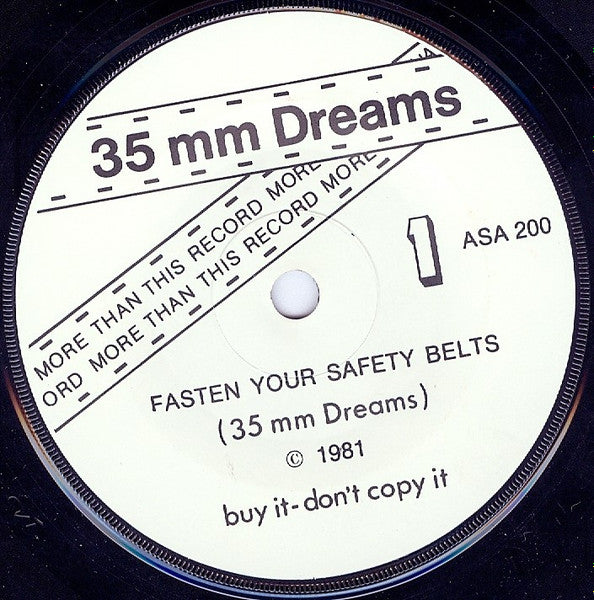 35 mm Dreams
MORE THAN THIS RECORD MORE
ORD MORE THAN THIS RECORD MORE
1
ASA 200
FASTEN YOUR SAFETY BELTS
(35 mm Dreams)
© 1981
buy it-don't copy it